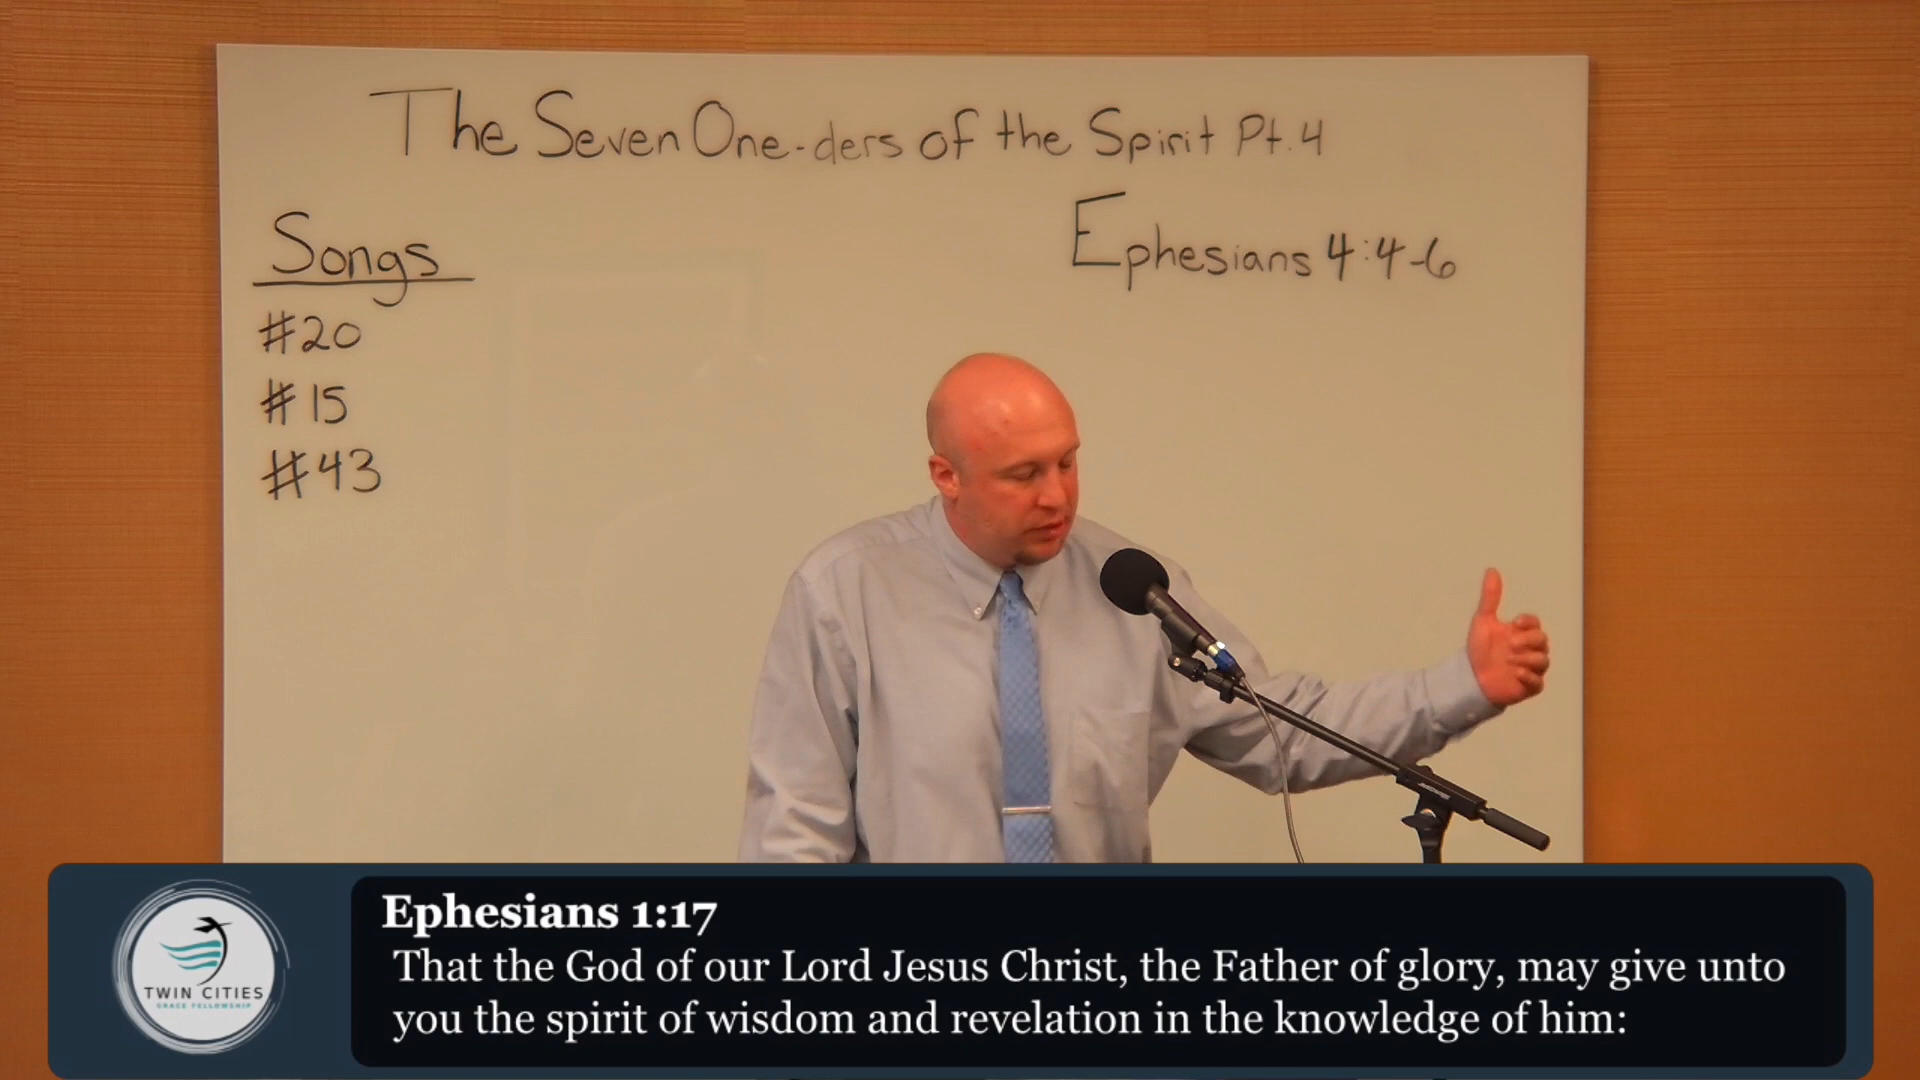 The Seven One-ders of the Spirit Pt.4
Ephesians 4:4-6
Songs
#20
#15
#43
Ephesians 1:17
That the God of our Lord Jesus Christ, the Father of glory, may give unto
you the spirit of wisdom and revelation in the knowledge of him:
TWIN CITIES
GRACE FELLOWSHIP